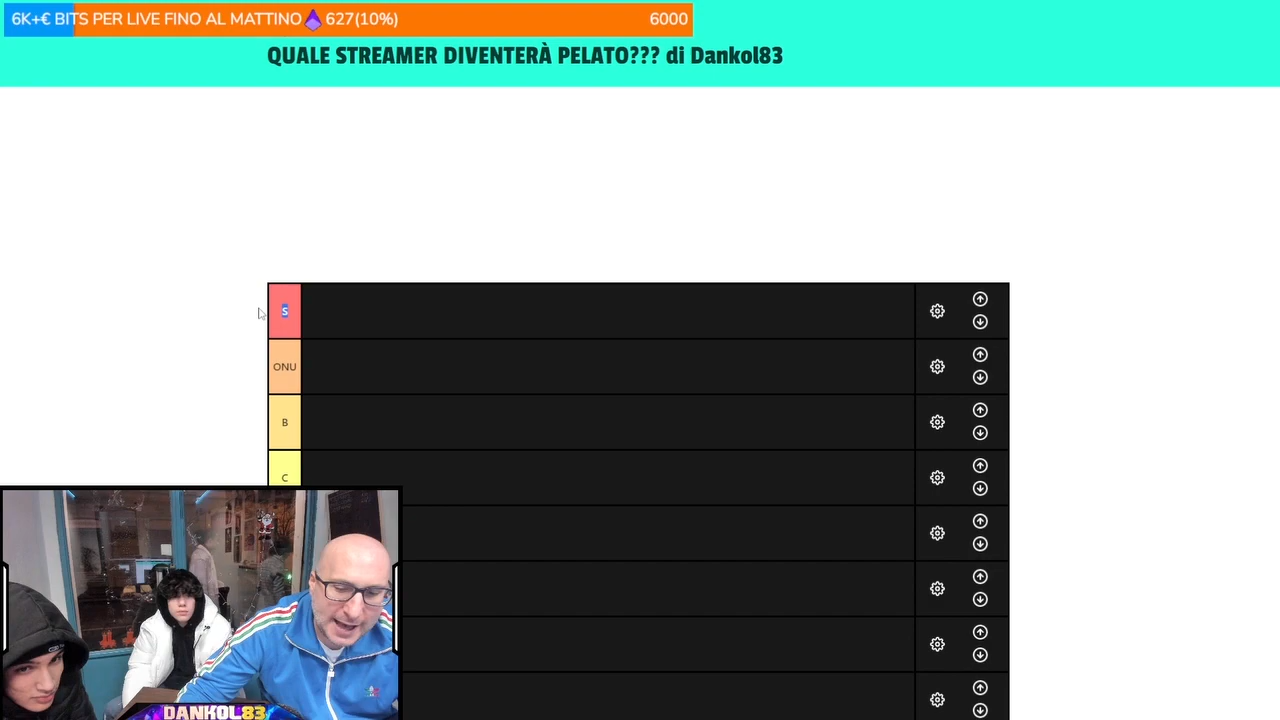 6K+€ BITS PER LIVE FINO AL MATTINO 627(10%) 6000
QUALE STREAMER DIVENTERÀ PELATO??? di Dankol83
S
ONU
B
C
DANKOL83